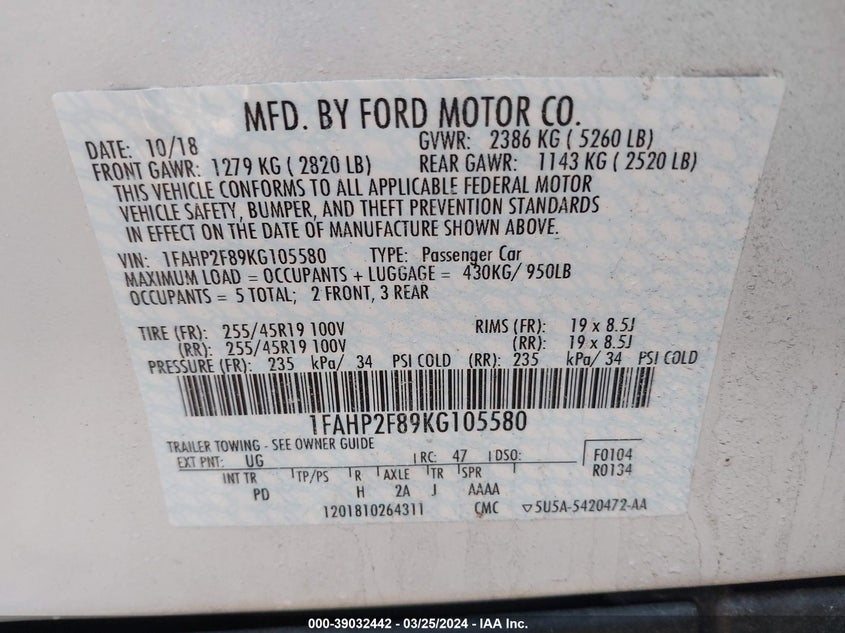 MFD. BY FORD MOTOR CO.
DATE: 10/18 GVWR: 2386 KG ( 5260 LB)
FRONT GAWR: 1279 KG ( 2820 LB) REAR GAWR: 1143 KG ( 2520 LB)
THIS VEHICLE CONFORMS TO ALL APPLICABLE FEDERAL MOTOR
VEHICLE SAFETY, BUMPER, AND THEFT PREVENTION STANDARDS
IN EFFECT ON THE DATE OF MANUFACTURE SHOWN ABOVE.
VIN: 1FAHP2F89KG105580 TYPE: Passenger Car
MAXIMUM LOAD = OCCUPANTS + LUGGAGE = 430KG/ 950LB
OCCUPANTS = 5 TOTAL; 2 FRONT, 3 REAR
TIRE (FR): 255/45R19 100V RIMS (FR): 19 x 8.5J
(RR): 255/45R19 100V (RR): 19 x 8.5J
PRESSURE (FR): 235 kPa/ 34 PSI COLD (RR): 235 kPa/ 34 PSI COLD
1FAHP2F89KG105580
TRAILER TOWING - SEE OWNER GUIDE
EXT PNT: UG RC: 47 DSO: F0104
INT TR TP/PS R AXLE TR SPR R0134
PD H 2A J AAAA
1201810264311 CMC ▽5U5A-5420472-AA
000-39032442 — 03/25/2024 — IAA Inc.